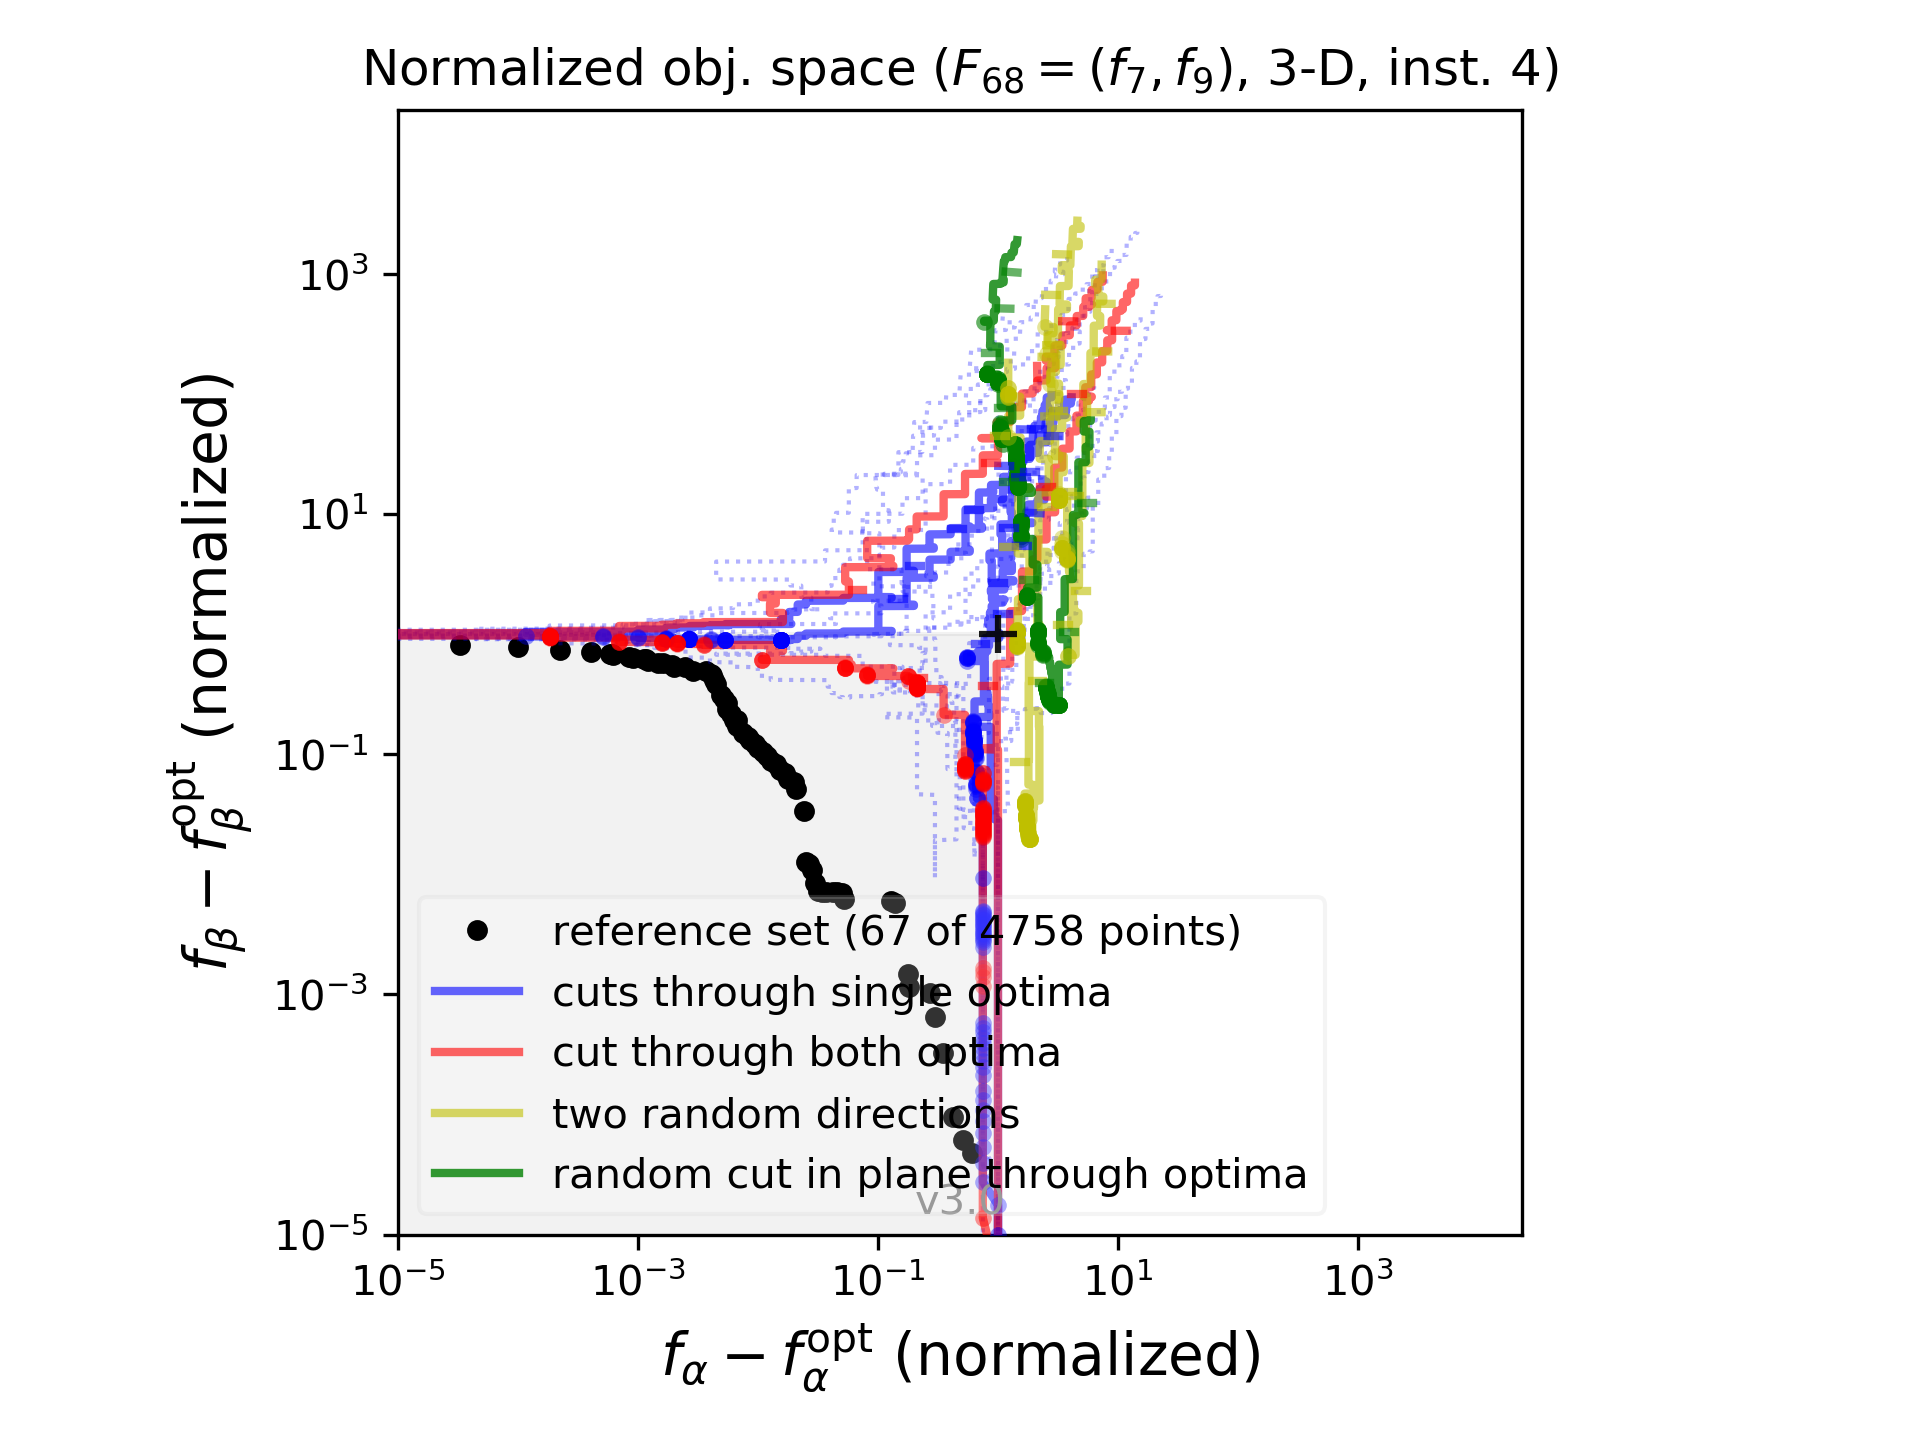 Normalized obj. space (F₆₈ = (f₇, f₉), 3-D, inst. 4)
f_β − f_β^opt (normalized)
10³
10¹
10⁻¹
10⁻³
10⁻⁵
reference set (67 of 4758 points)
cuts through single optima
cut through both optima
two random directions
random cut in plane through optima
v3.0
10⁻⁵ 10⁻³ 10⁻¹ 10¹ 10³
f_α − f_α^opt (normalized)